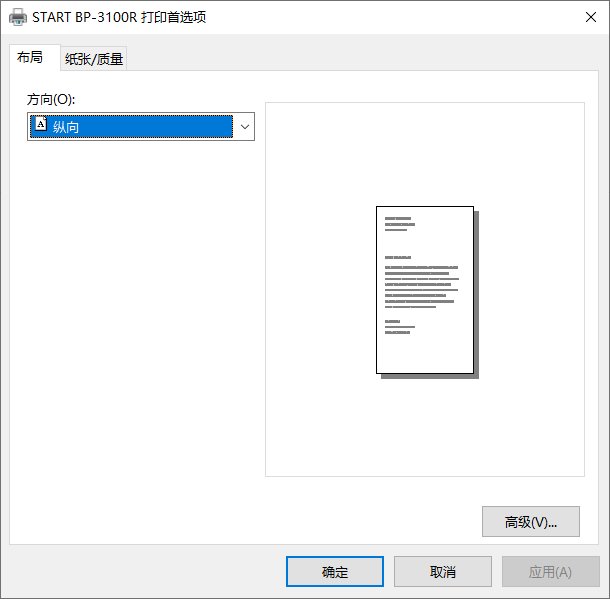 START BP-3100R 打印首选项
布局
纸张/质量
方向(O):
A 纵向
高级(V)...
确定
取消
应用(A)